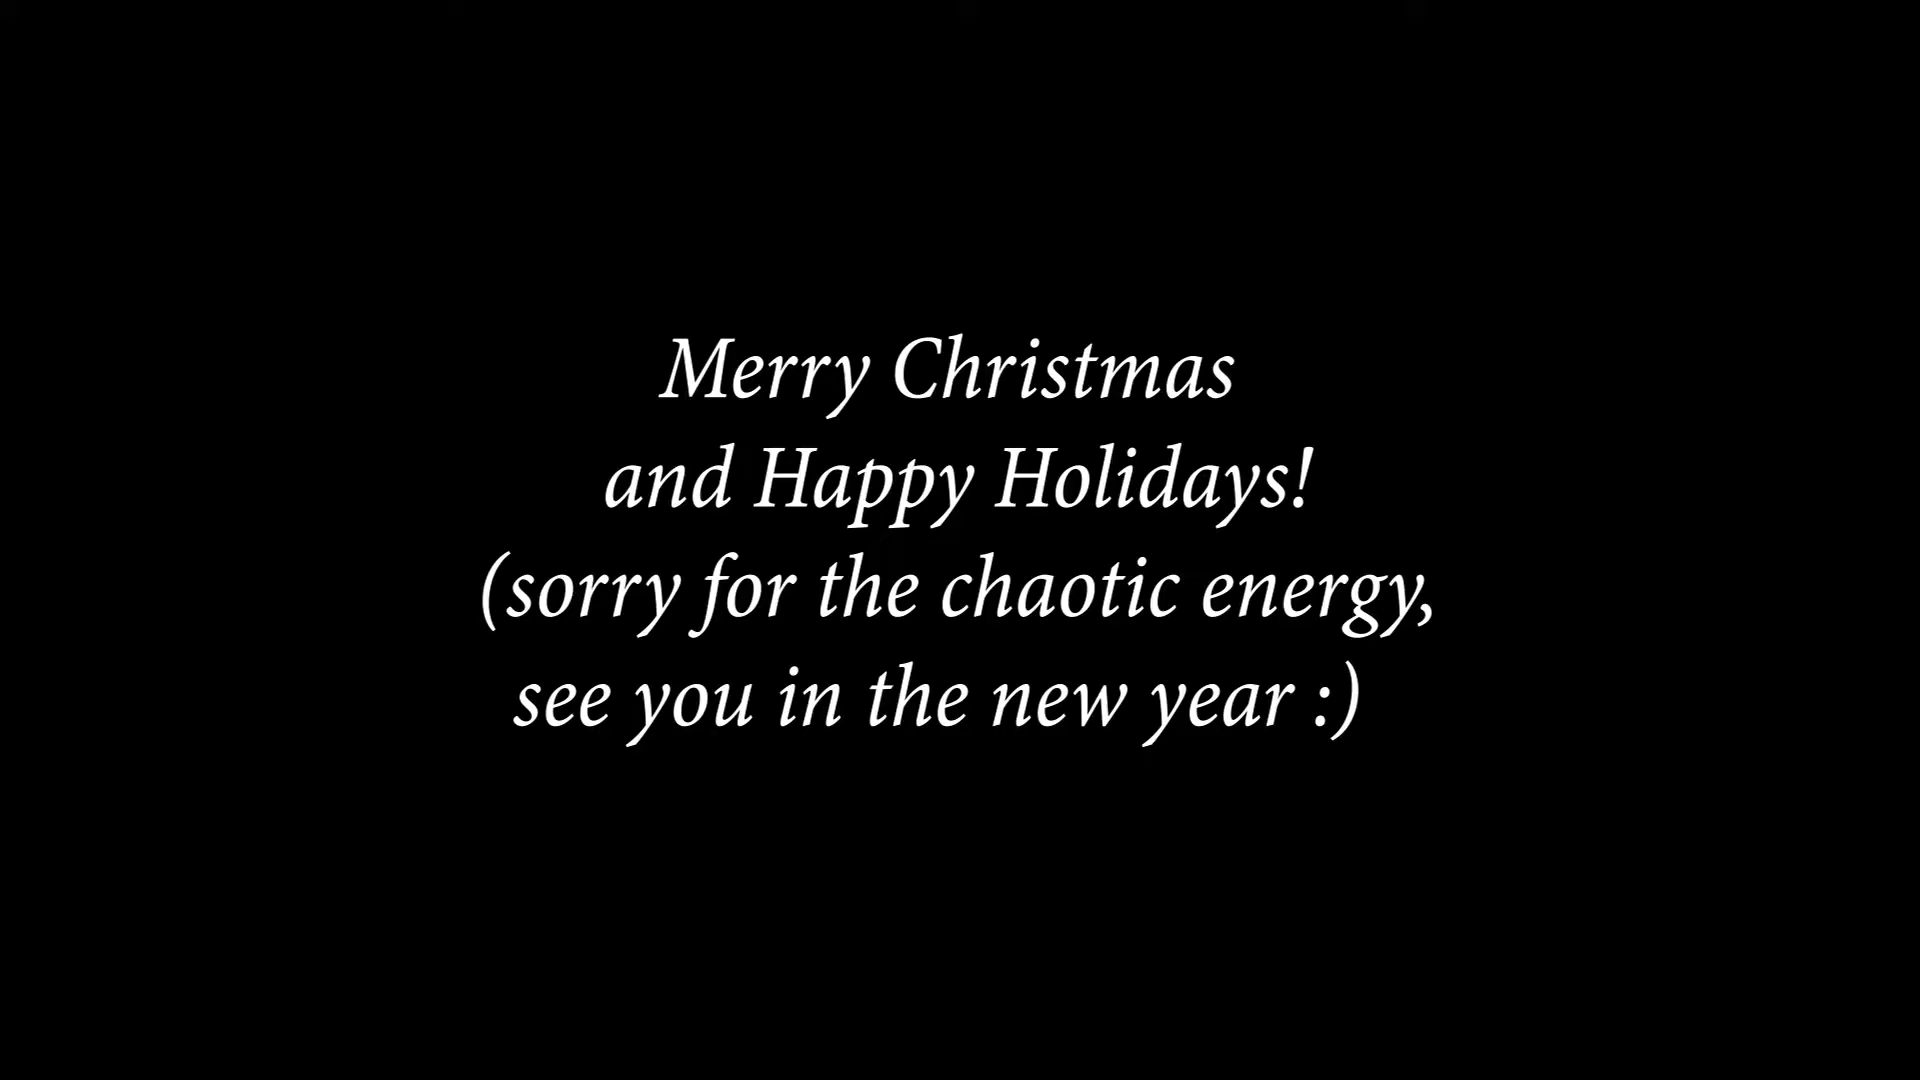 Merry Christmas
and Happy Holidays!
(sorry for the chaotic energy,
see you in the new year :)